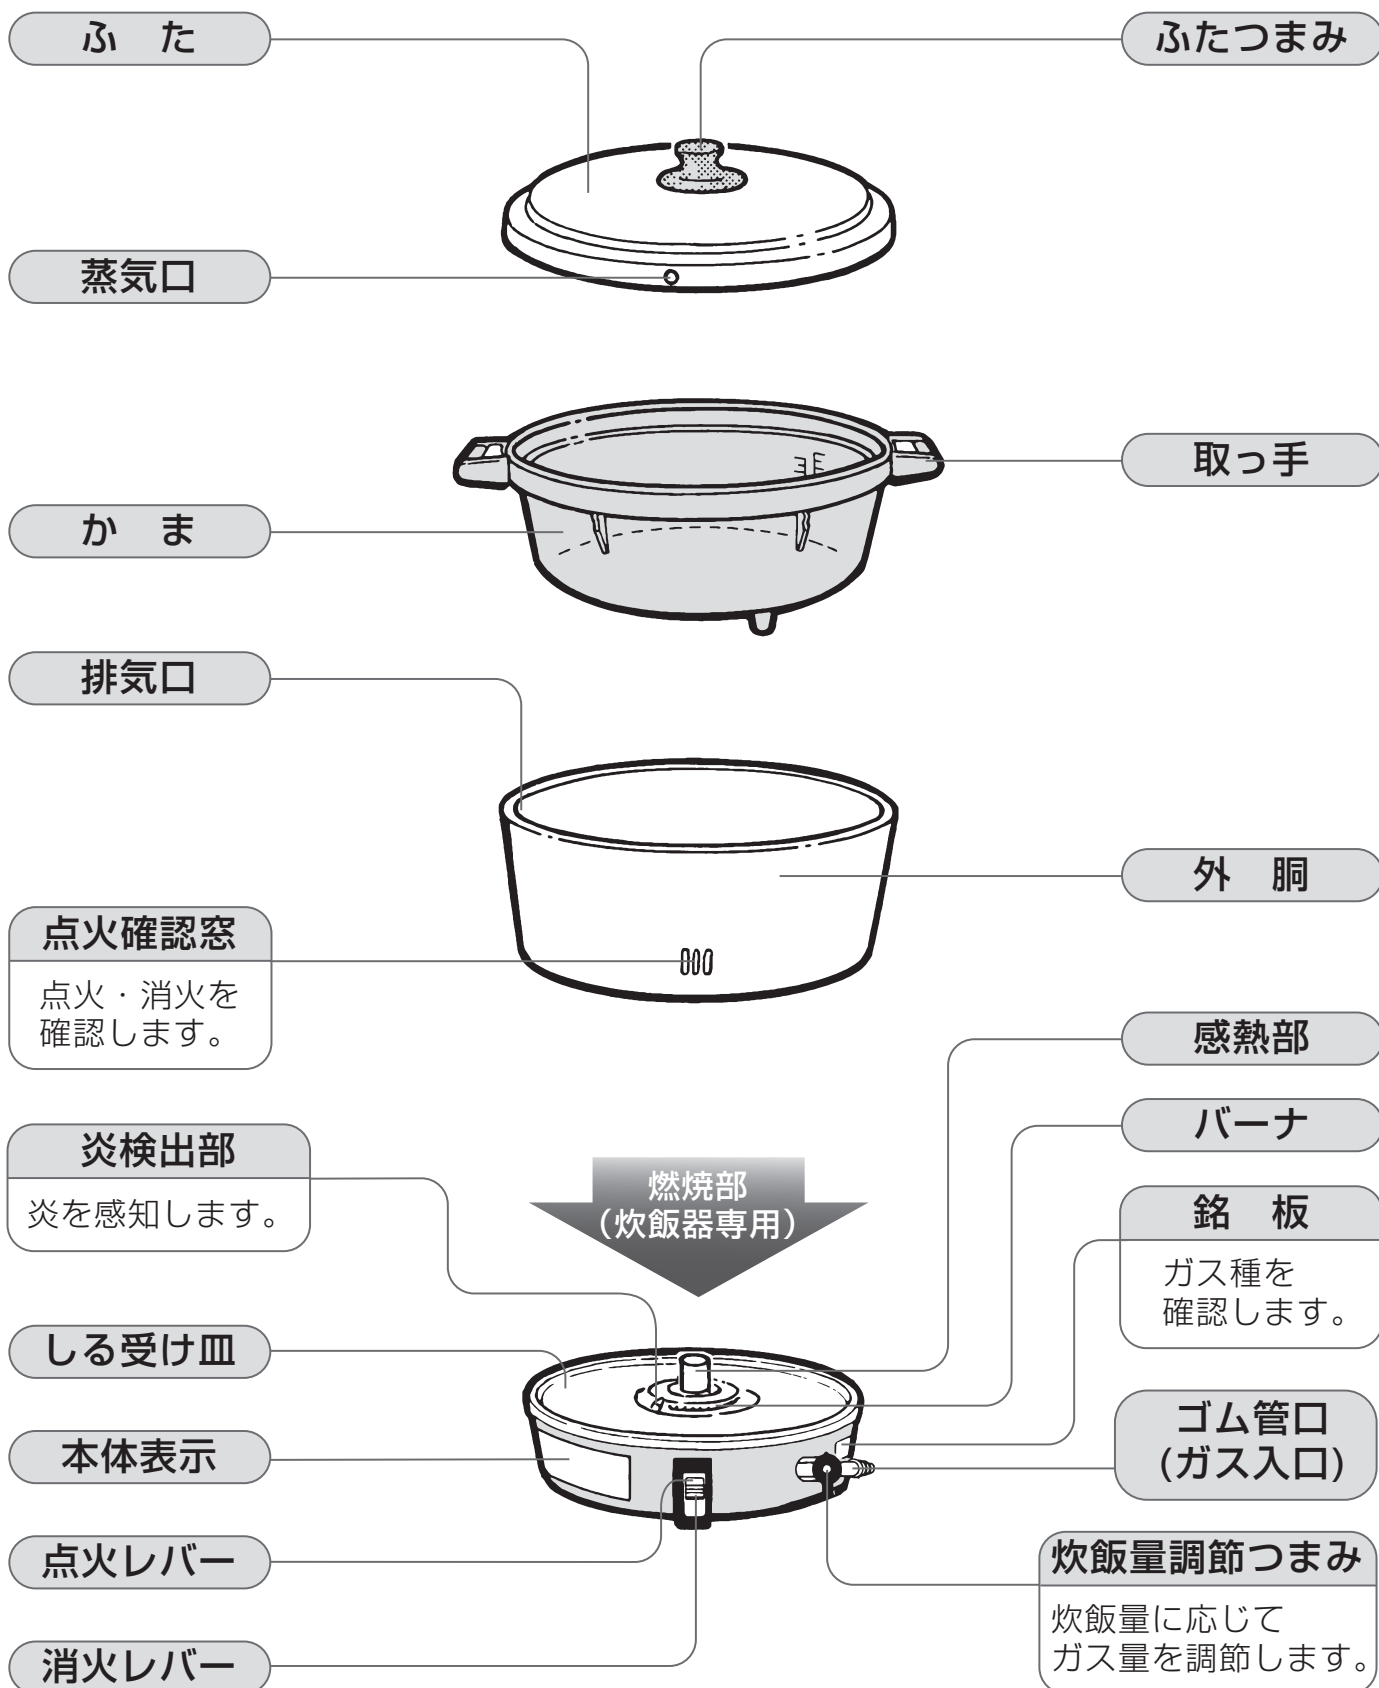 ふ　た
ふたつまみ
蒸気口
取っ手
か　ま
排気口
外　胴
点火確認窓
点火・消火を
確認します。
感熱部
バーナ
炎検出部
炎を感知します。
燃焼部
（炊飯器専用）
銘　板
ガス種を
確認します。
しる受け皿
ゴム管口
(ガス入口)
本体表示
点火レバー
炊飯量調節つまみ
炊飯量に応じて
ガス量を調節します。
消火レバー